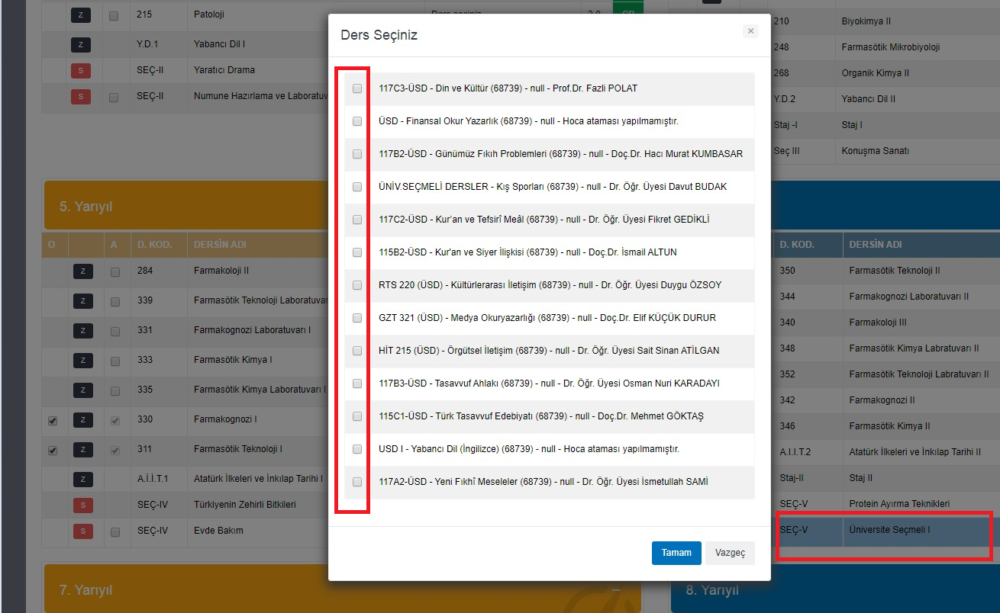 Z 215 Patoloji
Z Y.D.1 Yabancı Dil I
S SEÇ-II Yaratıcı Drama
S SEÇ-II Numune Hazırlama ve Laboratuv
210 Biyokimya II
248 Farmasötik Mikrobiyoloji
268 Organik Kimya II
Y.D.2 Yabancı Dil II
Staj -I Staj I
Seç III Konuşma Sanatı
Ders Seçiniz
×
117C3-ÜSD - Din ve Kültür (68739) - null - Prof.Dr. Fazli POLAT
ÜSD - Finansal Okur Yazarlık (68739) - null - Hoca ataması yapılmamıştır.
117B2-ÜSD - Günümüz Fıkıh Problemleri (68739) - null - Doç.Dr. Hacı Murat KUMBASAR
ÜNİV.SEÇMELİ DERSLER - Kış Sporları (68739) - null - Dr. Öğr. Üyesi Davut BUDAK
117C2-ÜSD - Kur'an ve Tefsirî Meâl (68739) - null - Dr. Öğr. Üyesi Fikret GEDİKLİ
115B2-ÜSD - Kur'an ve Siyer İlişkisi (68739) - null - Doç.Dr. İsmail ALTUN
RTS 220 (ÜSD) - Kültürlerarası İletişim (68739) - null - Dr. Öğr. Üyesi Duygu ÖZSOY
GZT 321 (ÜSD) - Medya Okuryazarlığı (68739) - null - Doç.Dr. Elif KÜÇÜK DURUR
HİT 215 (ÜSD) - Örgütsel İletişim (68739) - null - Dr. Öğr. Üyesi Sait Sinan ATILGAN
117B3-ÜSD - Tasavvuf Ahlakı (68739) - null - Dr. Öğr. Üyesi Osman Nuri KARADAYI
115C1-ÜSD - Türk Tasavvuf Edebiyatı (68739) - null - Doç.Dr. Mehmet GÖKTAŞ
USD I - Yabancı Dil (İngilizce) (68739) - null - Hoca ataması yapılmamıştır.
117A2-ÜSD - Yeni Fıkhî Meseleler (68739) - null - Dr. Öğr. Üyesi İsmetullah SAMİ
Tamam Vazgeç
5. Yarıyıl
O A D. KOD. DERSİN ADI
Z 284 Farmakoloji II
Z 339 Farmasötik Teknoloji Laboratuvar
Z 331 Farmakognozi Laboratuvarı I
Z 333 Farmasötik Kimya I
Z 335 Farmasötik Kimya Laboratuvarı I
Z 330 Farmakognozi I
Z 311 Farmasötik Teknoloji I
Z A.İ.İ.T.1 Atatürk İlkeleri ve İnkılap Tarihi I
S SEÇ-IV Türkiyenin Zehirli Bitkileri
S SEÇ-IV Evde Bakım
D. KOD. DERSİN ADI
350 Farmasötik Teknoloji II
344 Farmakognozi Laboratuvarı II
340 Farmakoloji III
348 Farmasötik Kimya Labratuvarı II
352 Farmasötik Teknoloji Labratuvarı II
342 Farmakognozi II
346 Farmasötik Kimya II
A.I.I.T.2 Atatürk İlkeleri ve İnkılap Tarihi II
Staj-II Staj II
SEÇ-V Protein Ayırma Teknikleri
SEÇ-V Üniversite Seçmeli I
7. Yarıyıl
8. Yarıyıl